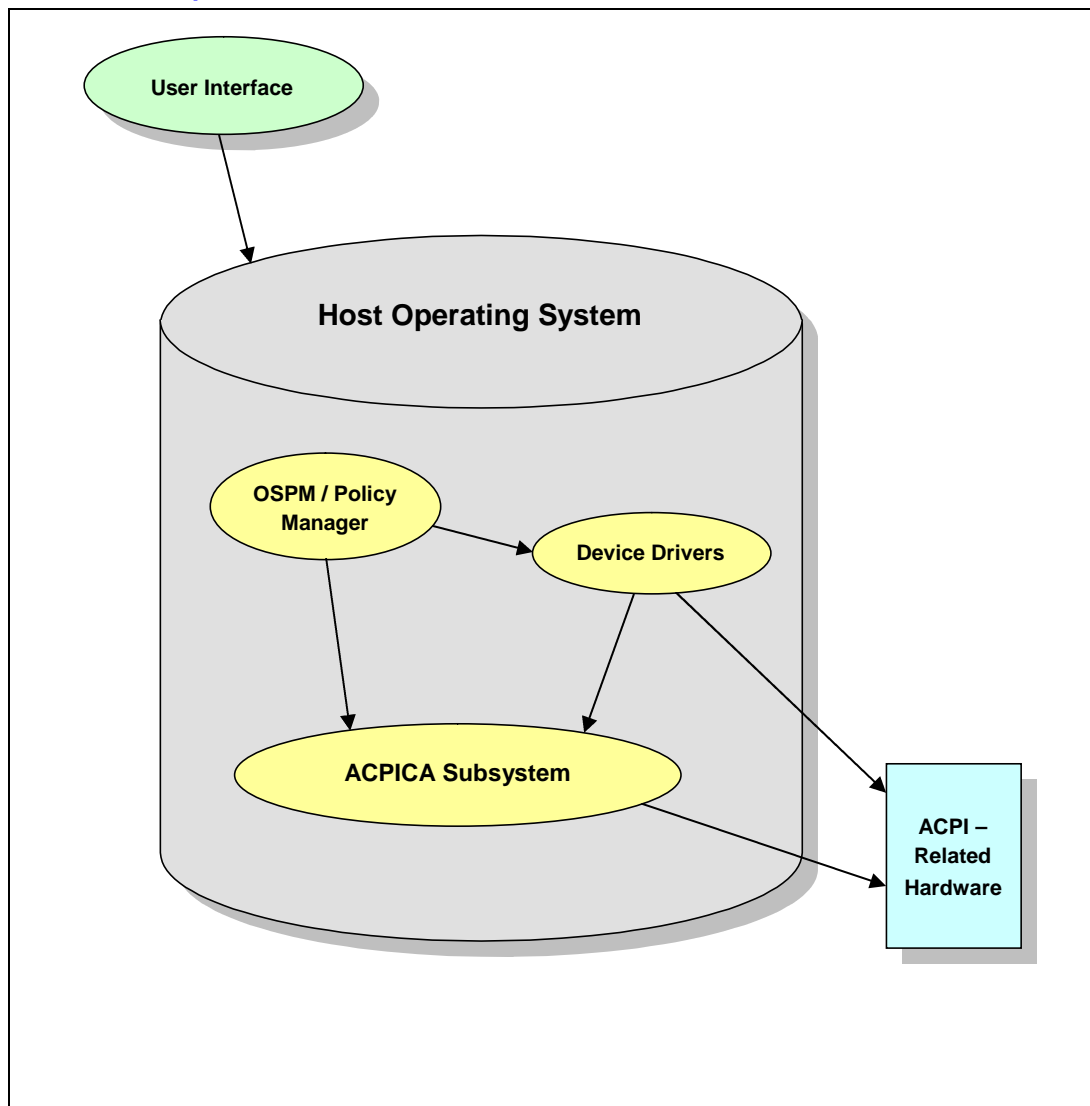 User Interface
Host Operating System
OSPM / Policy
Manager
Device Drivers
ACPICA Subsystem
ACPI –
Related
Hardware